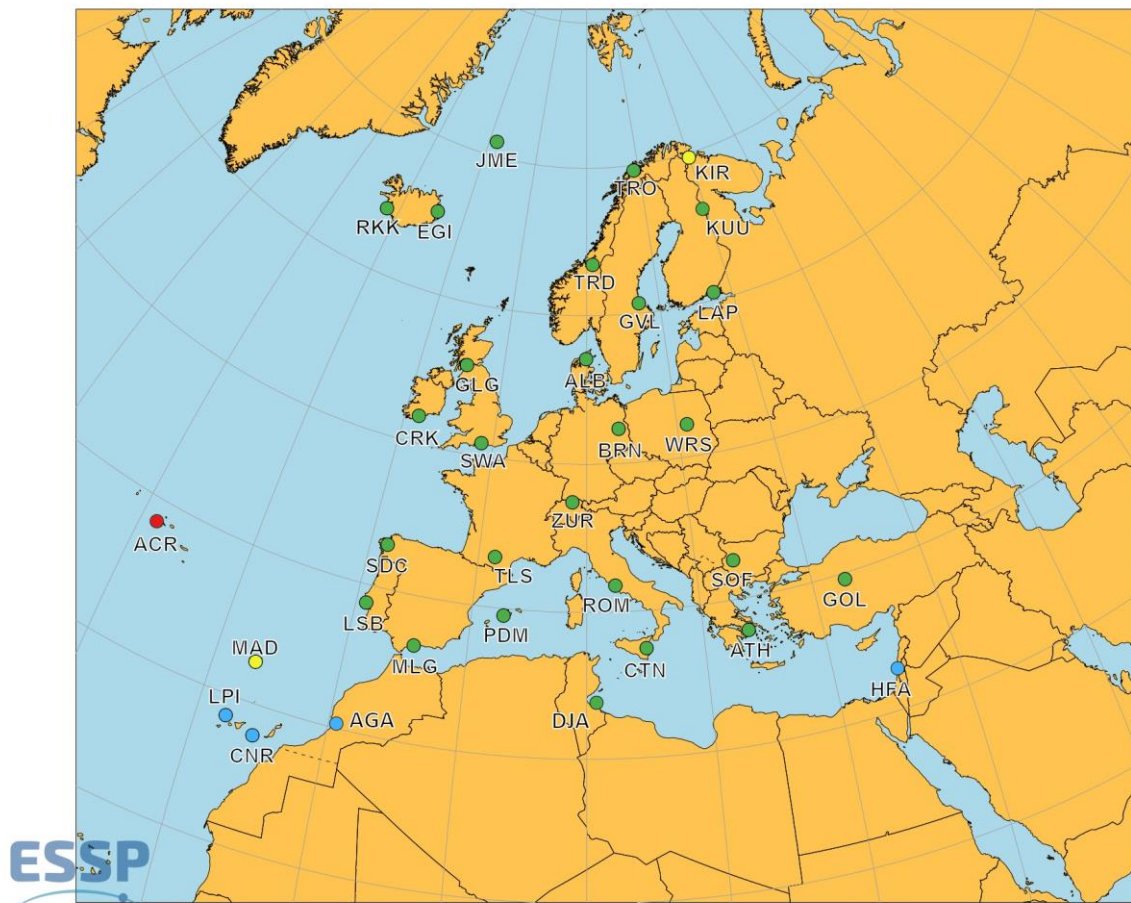 JME
TRO
KIR
RKK
EGI
KUU
TRD
GVL
LAP
GLG
ALB
CRK
SWA
BRN
WRS
ZUR
ACR
SDC
TLS
SOF
ROM
GOL
LSB
PDM
MAD
MLG
CTN
ATH
LPI
HFA
CNR
AGA
DJA
ESSP